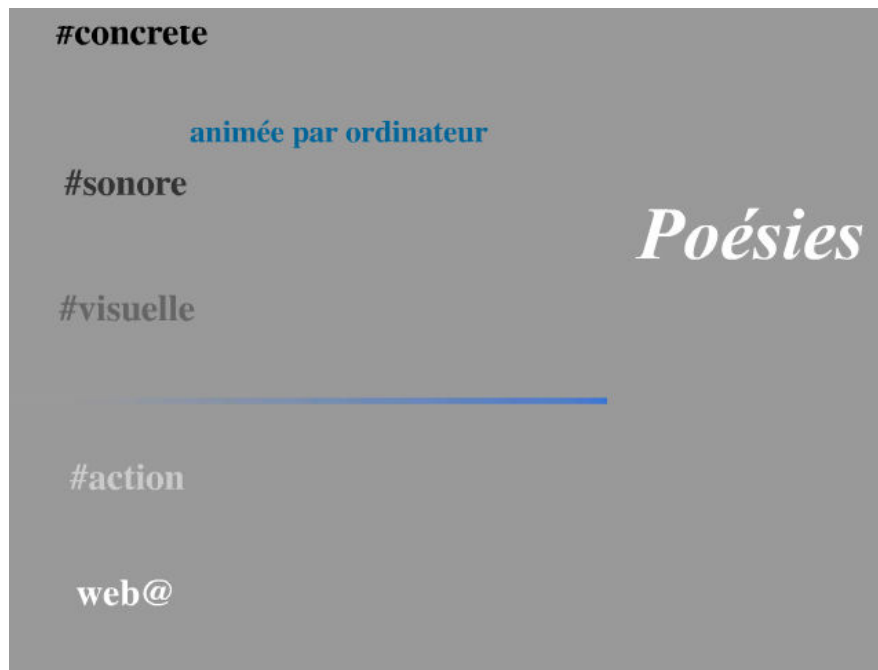 #concrete
animée par ordinateur
#sonore
Poésies
#visuelle
#action
web@